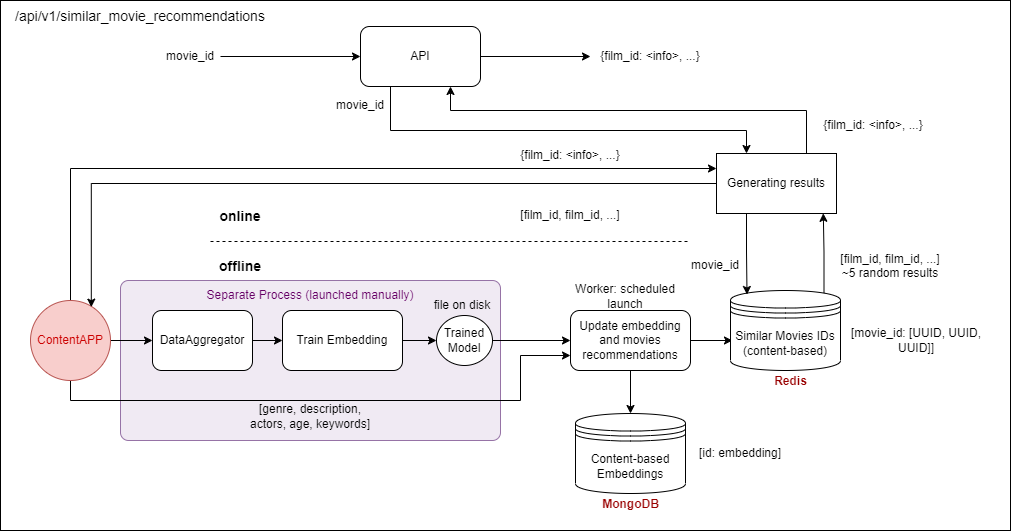 /api/v1/similar_movie_recommendations
movie_id
API
{film_id: <info>, ...}
movie_id
{film_id: <info>, ...}
{film_id: <info>, ...}
Generating results
online
[film_id, film_id, ...]
offline
movie_id
[film_id, film_id, ...]
~5 random results
Separate Process (launched manually)
file on disk
Worker: scheduled
launch
ContentAPP
DataAggregator
Train Embedding
Trained
Model
Update embedding
and movies
recommendations
Similar Movies IDs
(content-based)
[movie_id: [UUID, UUID,
UUID]]
Redis
[genre, description,
actors, age, keywords]
Content-based
Embeddings
[id: embedding]
MongoDB